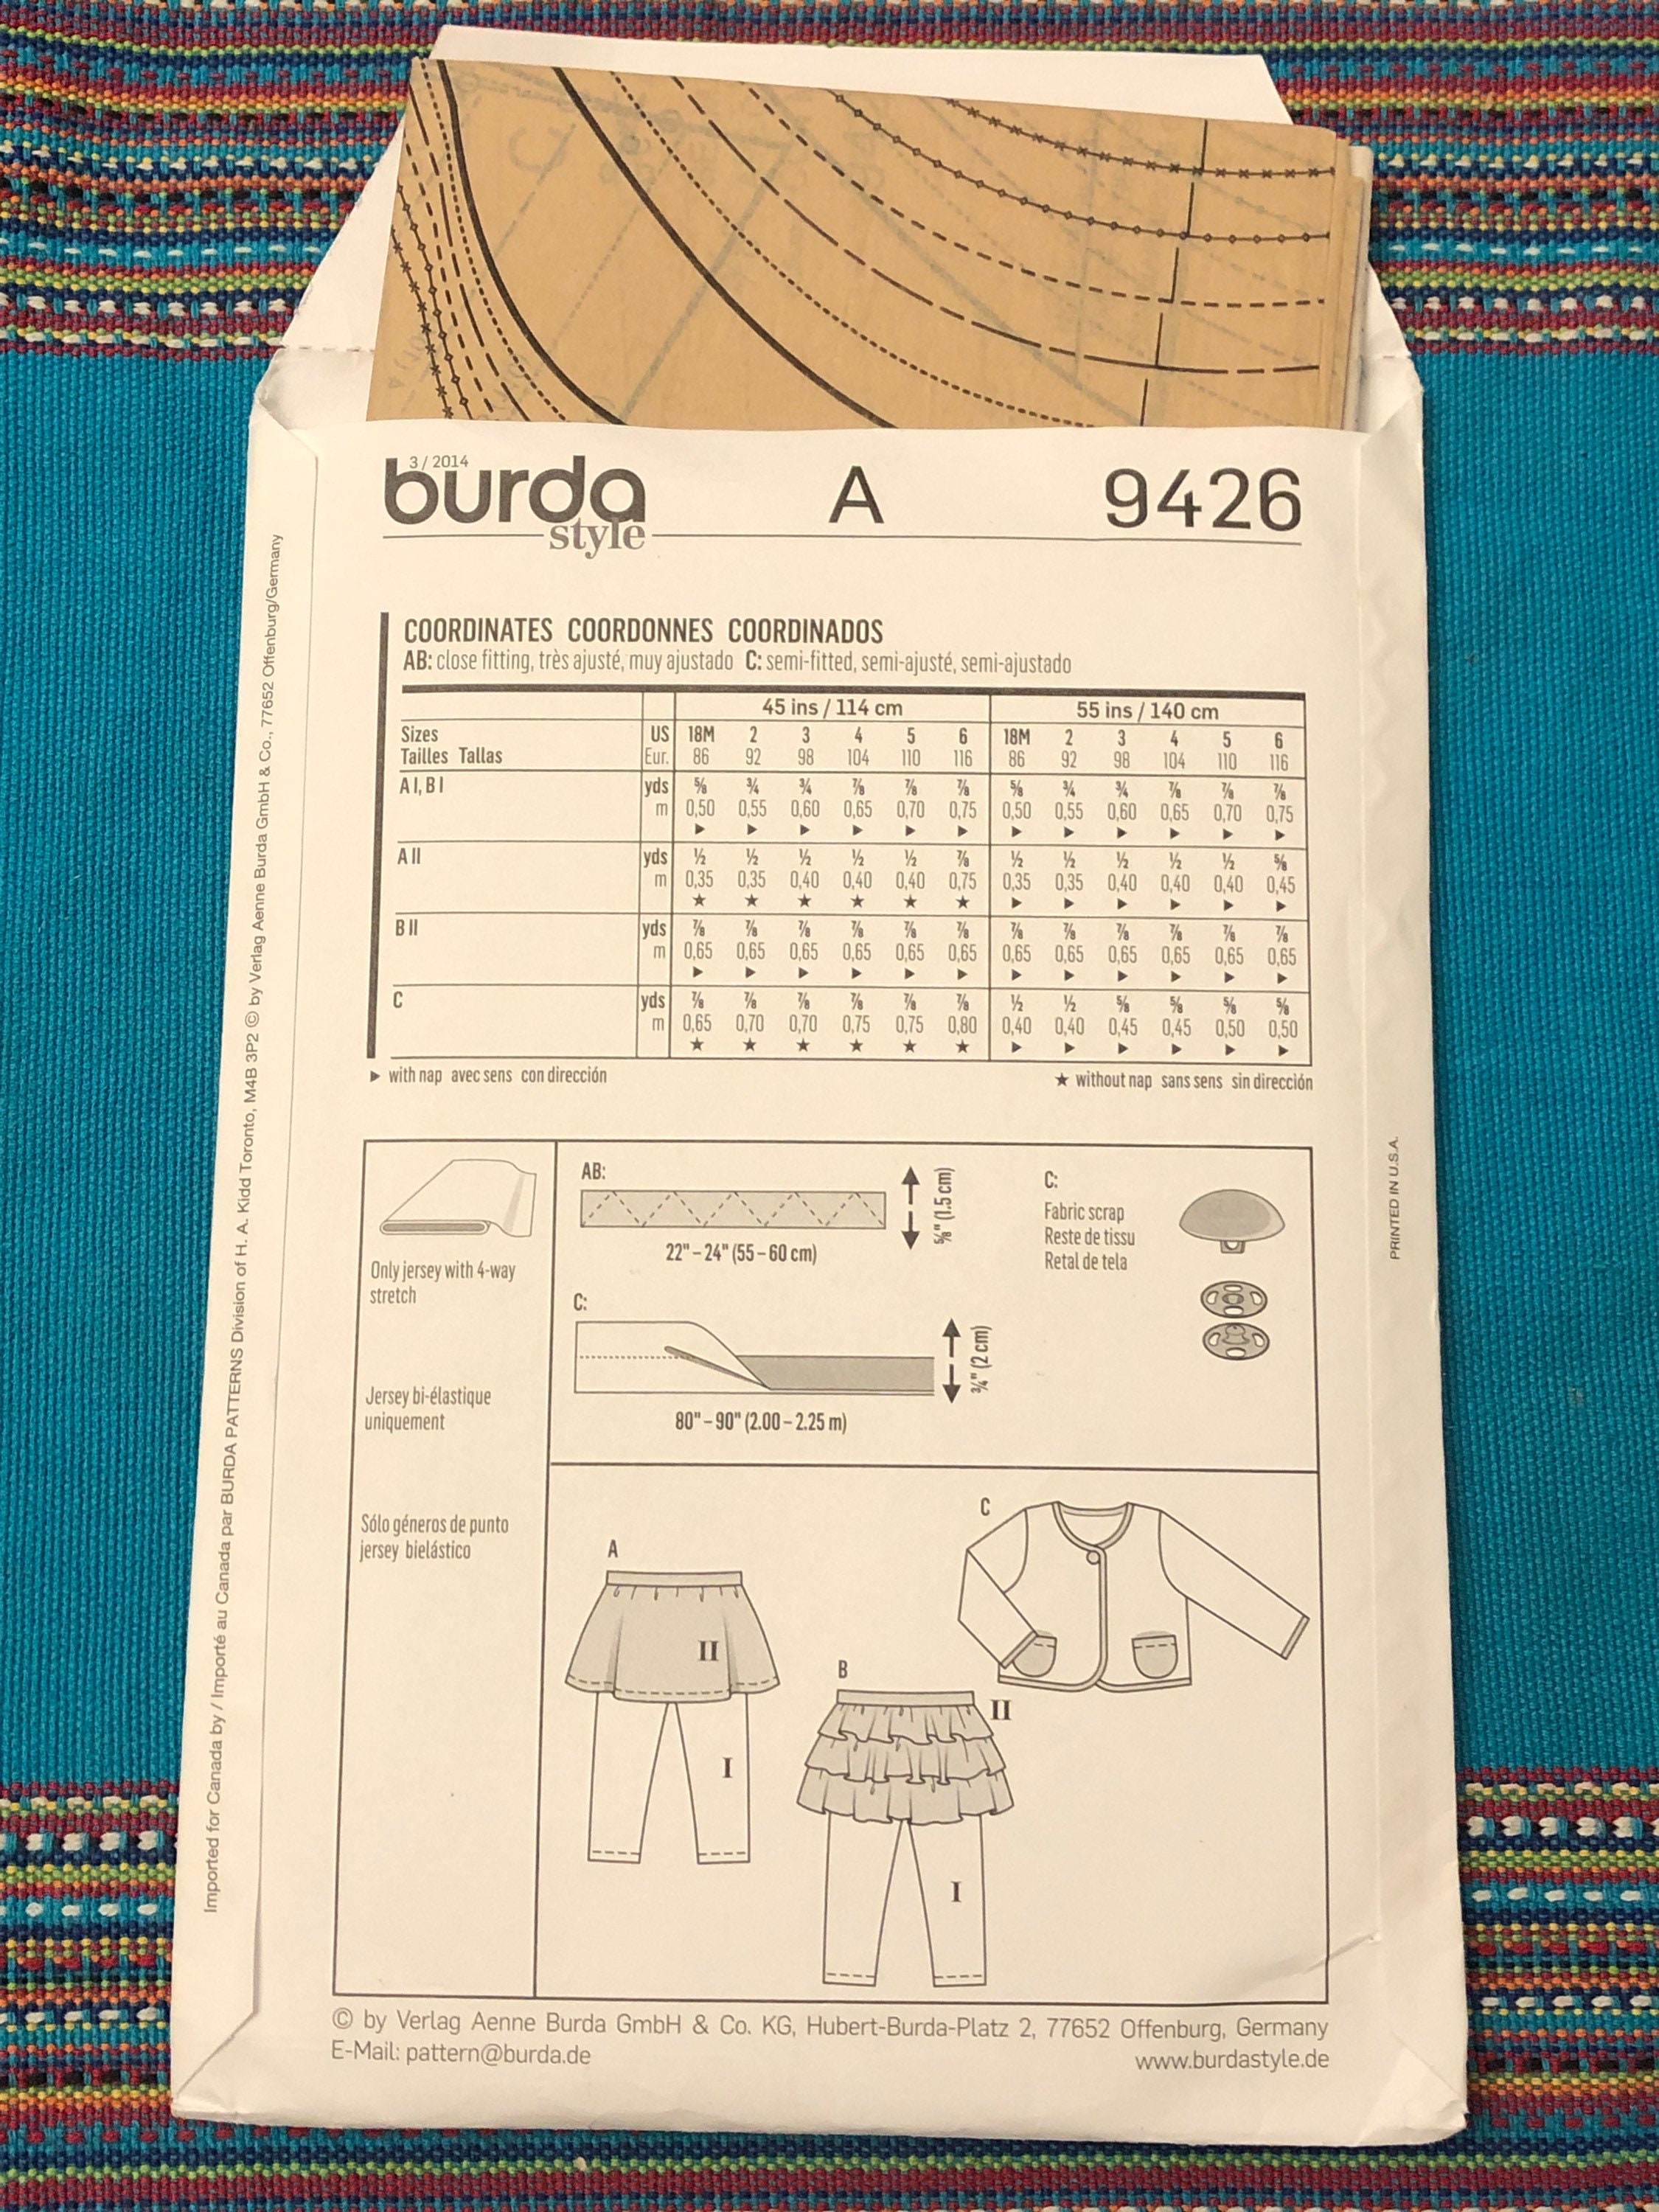 3 / 2014
burda style A 9426
COORDINATES COORDONNES COORDINADOS
AB: close fitting, très ajusté, muy ajustado C: semi-fitted, semi-ajusté, semi-ajustado
45 ins / 114 cm 55 ins / 140 cm
Sizes US 18M 2 3 4 5 6 18M 2 3 4 5 6
Tailles Tallas Eur. 86 92 98 104 110 116 86 92 98 104 110 116
A I, B I yds ⅝ ¾ ¾ ⅞ ⅞ ⅞ ⅝ ¾ ¾ ⅞ ⅞ ⅞
m 0,50 0,55 0,60 0,65 0,70 0,75 0,50 0,55 0,60 0,65 0,70 0,75
► ► ► ► ► ► ► ► ► ► ► ►
A II yds ½ ½ ½ ½ ½ ⅞ ½ ½ ½ ½ ½ ⅝
m 0,35 0,35 0,40 0,40 0,40 0,75 0,35 0,35 0,40 0,40 0,40 0,45
★ ★ ★ ★ ★ ★ ► ► ► ► ► ►
B II yds ⅞ ⅞ ⅞ ⅞ ⅞ ⅞ ⅞ ⅞ ⅞ ⅞ ⅞ ⅞
m 0,65 0,65 0,65 0,65 0,65 0,65 0,65 0,65 0,65 0,65 0,65 0,65
► ► ► ► ► ► ► ► ► ► ► ►
C yds ⅞ ⅞ ⅞ ⅞ ⅞ ⅞ ½ ½ ⅝ ⅝ ⅝ ⅝
m 0,65 0,70 0,70 0,75 0,75 0,80 0,40 0,40 0,45 0,45 0,50 0,50
★ ★ ★ ★ ★ ★ ► ► ► ► ► ►
► with nap avec sens con dirección ★ without nap sans sens sin dirección
Only jersey with 4-way
stretch
Jersey bi-élastique
uniquement
Sólo géneros de punto
jersey bielástico
AB:
⅝" (1.5 cm)
22" – 24" (55 – 60 cm)
C:
¾" (2 cm)
80" – 90" (2.00 – 2.25 m)
C:
Fabric scrap
Reste de tissu
Retal de tela
A
II
I
B
II
I
C
© by Verlag Aenne Burda GmbH & Co. KG, Hubert-Burda-Platz 2, 77652 Offenburg, Germany
E-Mail: pattern@burda.de www.burdastyle.de
Imported for Canada by / Importé au Canada par BURDA PATTERNS Division of H. A. Kidd Toronto, M4B 3P2 © by Verlag Aenne Burda GmbH & Co., 77652 Offenburg/Germany
PRINTED IN U.S.A.